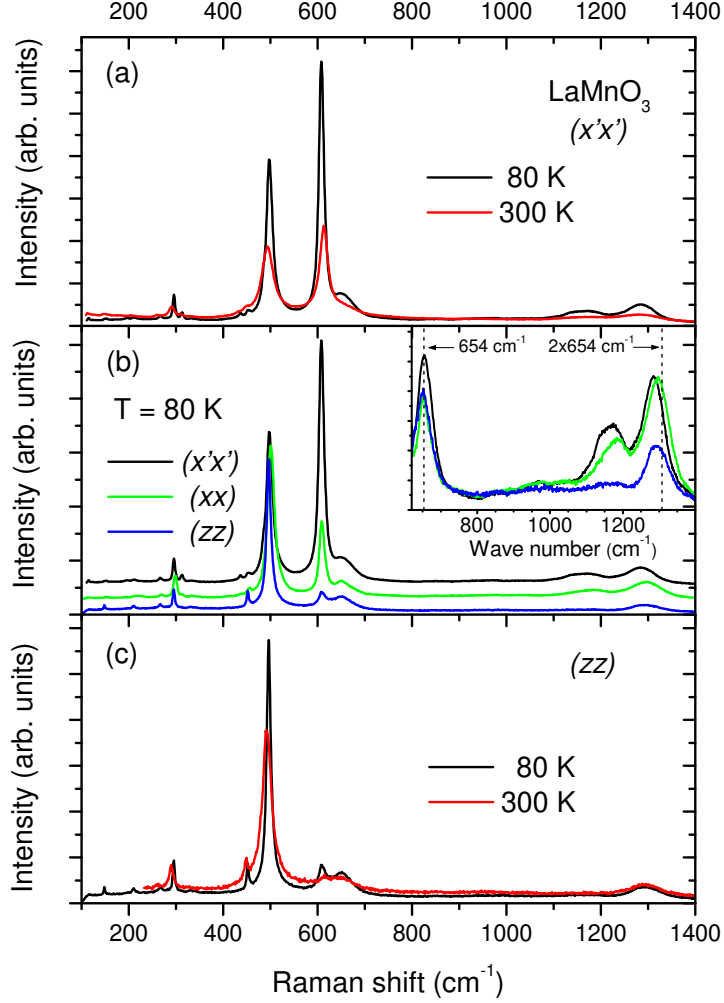 200 400 600 800 1000 1200 1400
(a)
LaMnO₃
(x'x')
80 K
300 K
Intensity (arb. units)
(b)
T = 80 K
(x'x')
(xx)
(zz)
654 cm⁻¹ 2x654 cm⁻¹
800 1000 1200
Wave number (cm⁻¹)
Intensity (arb. units)
(c)
(zz)
80 K
300 K
Intensity (arb. units)
200 400 600 800 1000 1200 1400
Raman shift (cm⁻¹)